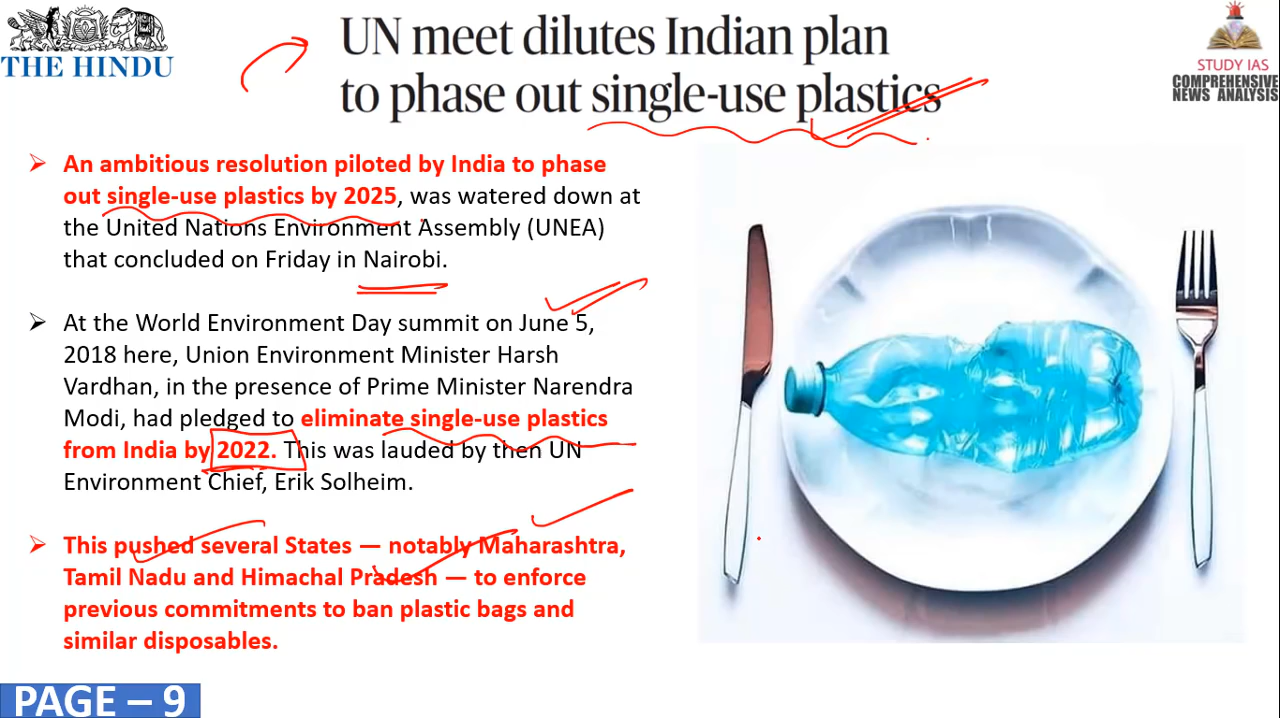 THE HINDU
UN meet dilutes Indian plan
to phase out single-use plastics
STUDY IAS
COMPREHENSIVE
NEWS ANALYSIS
An ambitious resolution piloted by India to phase
out single-use plastics by 2025, was watered down at
the United Nations Environment Assembly (UNEA)
that concluded on Friday in Nairobi.
At the World Environment Day summit on June 5,
2018 here, Union Environment Minister Harsh
Vardhan, in the presence of Prime Minister Narendra
Modi, had pledged to eliminate single-use plastics
from India by 2022. This was lauded by then UN
Environment Chief, Erik Solheim.
This pushed several States — notably Maharashtra,
Tamil Nadu and Himachal Pradesh — to enforce
previous commitments to ban plastic bags and
similar disposables.
PAGE – 9